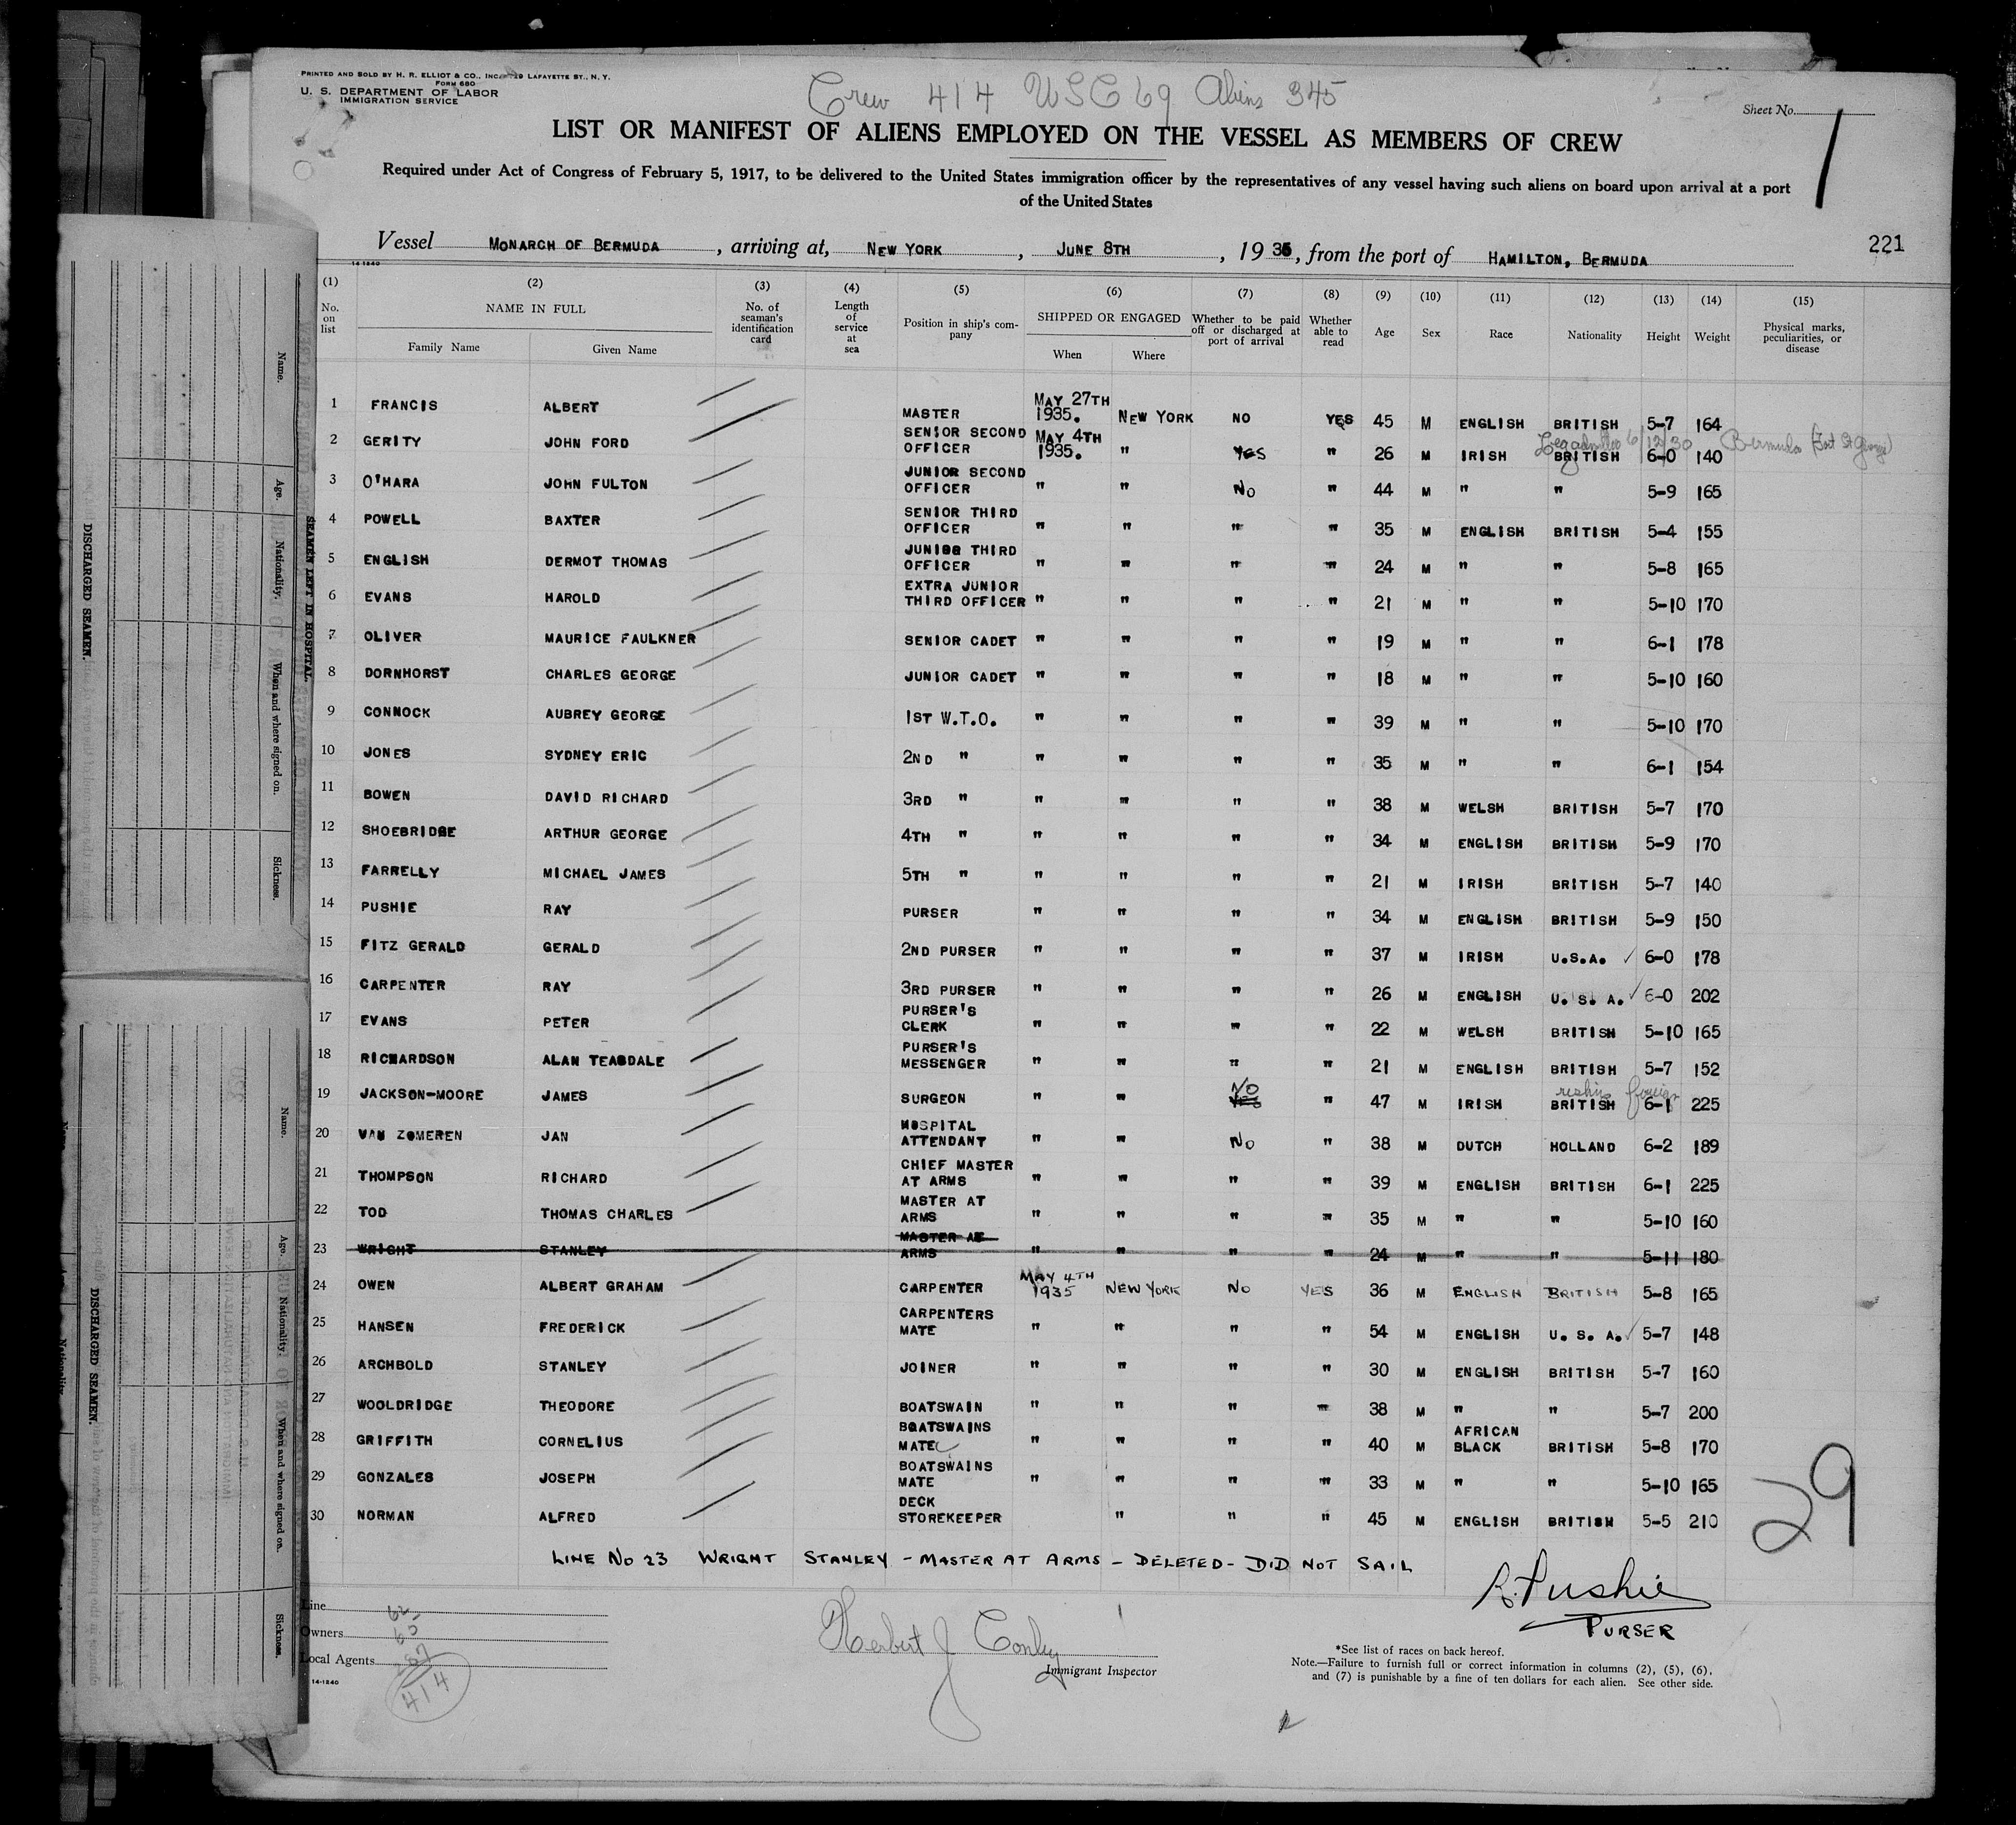 PRINTED AND SOLD BY H. R. ELLIOT & CO., INC. LAFAYETTE ST., N. Y.
FORM 680
U. S. DEPARTMENT OF LABOR
IMMIGRATION SERVICE
Crew 414 USC 69 Aliens 345
Sheet No. 1
LIST OR MANIFEST OF ALIENS EMPLOYED ON THE VESSEL AS MEMBERS OF CREW
Required under Act of Congress of February 5, 1917, to be delivered to the United States immigration officer by the representatives of any vessel having such aliens on board upon arrival at a port
of the United States
Vessel MONARCH OF BERMUDA, arriving at, NEW YORK, JUNE 8TH, 1935, from the port of HAMILTON, BERMUDA
221
14-1240
(1) (2) (3) (4) (5) (6) (7) (8) (9) (10) (11) (12) (13) (14) (15)
No. on list
NAME IN FULL
Family Name
Given Name
No. of seaman's identification card
Length of service at sea
Position in ship's company
SHIPPED OR ENGAGED
When
Where
Whether to be paid off or discharged at port of arrival
Whether able to read
Age
Sex
Race
Nationality
Height
Weight
Physical marks, peculiarities, or disease
1 FRANCIS ALBERT MASTER MAY 27TH 1935. NEW YORK NO YES 45 M ENGLISH BRITISH 5-7 164
2 GERITY JOHN FORD SENIOR SECOND OFFICER MAY 4TH 1935. " YES " 26 M IRISH BRITISH 6-0 140 6/12/30 Bermuda
3 O'HARA JOHN FULTON JUNIOR SECOND OFFICER " " No " 44 M " " 5-9 165
4 POWELL BAXTER SENIOR THIRD OFFICER " " " " 35 M ENGLISH BRITISH 5-4 155
5 ENGLISH DERMOT THOMAS JUNIOR THIRD OFFICER " " " " 24 M " " 5-8 165
6 EVANS HAROLD EXTRA JUNIOR THIRD OFFICER " " " " 21 M " " 5-10 170
7 OLIVER MAURICE FAULKNER SENIOR CADET " " " " 19 M " " 6-1 178
8 DORNHORST CHARLES GEORGE JUNIOR CADET " " " " 18 M " " 5-10 160
9 CONNOCK AUBREY GEORGE 1ST W.T.O. " " " " 39 M " " 5-10 170
10 JONES SYDNEY ERIC 2ND " " " " " 35 M " " 6-1 154
11 BOWEN DAVID RICHARD 3RD " " " " " 38 M WELSH BRITISH 5-7 170
12 SHOEBRIDGE ARTHUR GEORGE 4TH " " " " " 34 M ENGLISH BRITISH 5-9 170
13 FARRELLY MICHAEL JAMES 5TH " " " " " 21 M IRISH BRITISH 5-7 140
14 PUSHIE RAY PURSER " " " " 34 M ENGLISH BRITISH 5-9 150
15 FITZ GERALD GERALD 2ND PURSER " " " " 37 M IRISH U.S.A. ✓ 6-0 178
16 CARPENTER RAY 3RD PURSER " " " " 26 M ENGLISH U. S. A. ✓ 6-0 202
17 EVANS PETER PURSER'S CLERK " " " " 22 M WELSH BRITISH 5-10 165
18 RICHARDSON ALAN TEASDALE PURSER'S MESSENGER " " " " 21 M ENGLISH BRITISH 5-7 152
19 JACKSON-MOORE JAMES SURGEON " " No YES " 47 M IRISH BRITISH reship foreign 6-1 225
20 VAN ZOMEREN JAN HOSPITAL ATTENDANT " " No " 38 M DUTCH HOLLAND 6-2 189
21 THOMPSON RICHARD CHIEF MASTER AT ARMS " " " " 39 M ENGLISH BRITISH 6-1 225
22 TOD THOMAS CHARLES MASTER AT ARMS " " " " 35 M " " 5-10 160
23 WRIGHT STANLEY MASTER AT ARMS " " " " 24 M " " 5-11 180
24 OWEN ALBERT GRAHAM CARPENTER MAY 4TH 1935 NEW YORK No YES 36 M ENGLISH BRITISH 5-8 165
25 HANSEN FREDERICK CARPENTERS MATE " " " " 54 M ENGLISH U. S. A. ✓ 5-7 148
26 ARCHBOLD STANLEY JOINER " " " " 30 M ENGLISH BRITISH 5-7 160
27 WOOLDRIDGE THEODORE BOATSWAIN " " " " 38 M " " 5-7 200
28 GRIFFITH CORNELIUS BOATSWAINS MATE " " " " 40 M AFRICAN BLACK BRITISH 5-8 170
29 GONZALES JOSEPH BOATSWAINS MATE " " " " 33 M " " 5-10 165
30 NORMAN ALFRED DECK STOREKEEPER " " " 45 M ENGLISH BRITISH 5-5 210
29
LINE No 23 WRIGHT STANLEY - MASTER AT ARMS - DELETED - DID NOT SAIL
R. Pushie
PURSER
Line
Owners
Local Agents
414
14-1240
Herbert J Conley
Immigrant Inspector
*See list of races on back hereof.
Note.—Failure to furnish full or correct information in columns (2), (5), (6),
and (7) is punishable by a fine of ten dollars for each alien. See other side.
DISCHARGED SEAMEN.
SEAMEN LEFT IN HOSPITAL.
Name.
Age.
Nationality.
When and where signed on.
Sickness.
DISCHARGED SEAMEN.
Name.
Age.
Nationality.
When and where signed on.
Sickness.